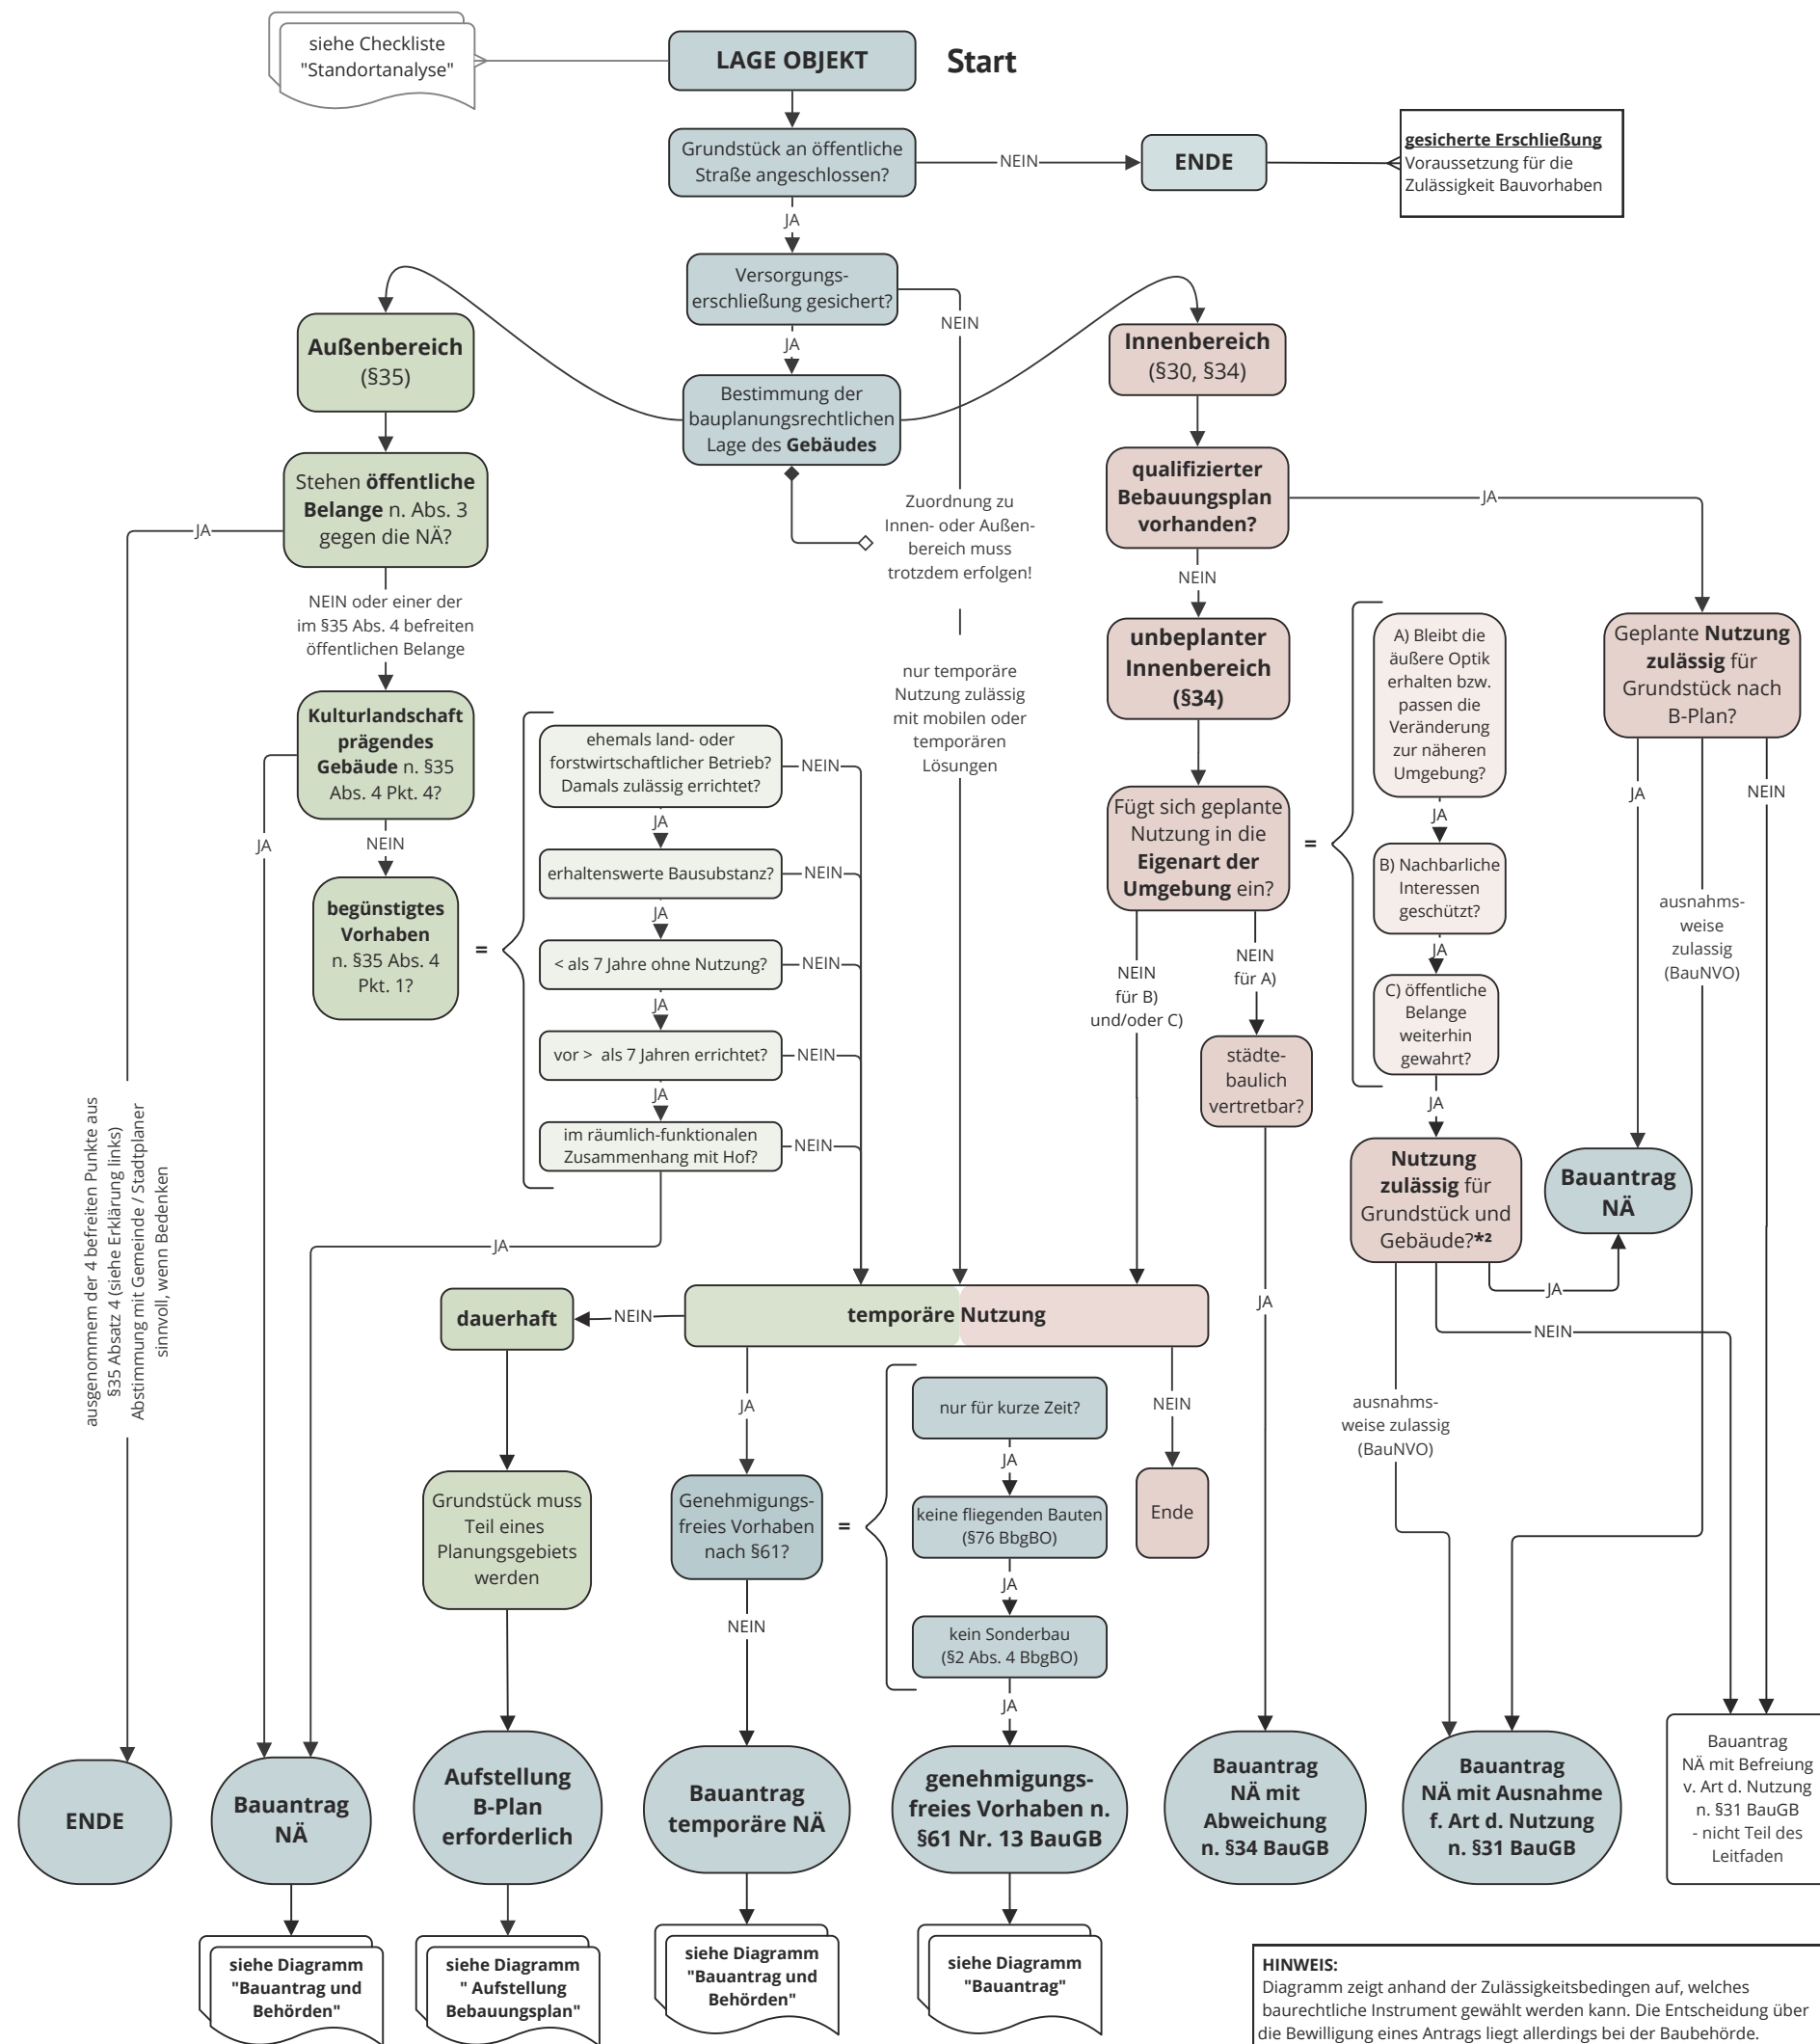 siehe Checkliste
"Standortanalyse"
LAGE OBJEKT
Start
Grundstück an öffentliche
Straße angeschlossen?
NEIN
ENDE
gesicherte Erschließung
Voraussetzung für die
Zulässigkeit Bauvorhaben
JA
Versorgungs-
erschließung gesichert?
NEIN
JA
Bestimmung der
bauplanungsrechtlichen
Lage des Gebäudes
Zuordnung zu
Innen- oder Außen-
bereich muss
trotzdem erfolgen!
nur temporäre
Nutzung zulässig
mit mobilen oder
temporären
Lösungen
Außenbereich
(§35)
Stehen öffentliche
Belange n. Abs. 3
gegen die NÄ?
JA
NEIN oder einer der
im §35 Abs. 4 befreiten
öffentlichen Belange
Kulturlandschaft
prägendes
Gebäude n. §35
Abs. 4 Pkt. 4?
JA
NEIN
begünstigtes
Vorhaben
n. §35 Abs. 4
Pkt. 1?
=
ehemals land- oder
forstwirtschaftlicher Betrieb?
Damals zulässig errichtet?
NEIN
JA
erhaltenswerte Bausubstanz?
NEIN
JA
< als 7 Jahre ohne Nutzung?
NEIN
JA
vor > als 7 Jahren errichtet?
NEIN
JA
im räumlich-funktionalen
Zusammenhang mit Hof?
NEIN
JA
ausgenommem der 4 befreiten Punkte aus
§35 Absatz 4 (siehe Erklärung links)
Abstimmung mit Gemeinde / Stadtplaner
sinnvoll, wenn Bedenken
Innenbereich
(§30, §34)
qualifizierter
Bebauungsplan
vorhanden?
JA
NEIN
unbeplanter
Innenbereich
(§34)
Fügt sich geplante
Nutzung in die
Eigenart der
Umgebung ein?
=
A) Bleibt die
äußere Optik
erhalten bzw.
passen die
Veränderung
zur näheren
Umgebung?
JA
B) Nachbarliche
Interessen
geschützt?
JA
C) öffentliche
Belange
weiterhin
gewahrt?
JA
NEIN
für B)
und/oder C)
NEIN
für A)
städte-
baulich
vertretbar?
JA
Geplante Nutzung
zulässig für
Grundstück nach
B-Plan?
JA
ausnahms-
weise
zulassig
(BauNVO)
NEIN
Nutzung
zulässig für
Grundstück und
Gebäude?*²
Bauantrag
NÄ
JA
NEIN
ausnahms-
weise zulassig
(BauNVO)
dauerhaft
NEIN
temporäre Nutzung
JA
NEIN
Ende
Grundstück muss
Teil eines
Planungsgebiets
werden
Genehmigungs-
freies Vorhaben
nach §61?
=
nur für kurze Zeit?
JA
keine fliegenden Bauten
(§76 BbgBO)
JA
kein Sonderbau
(§2 Abs. 4 BbgBO)
JA
NEIN
ENDE
Bauantrag
NÄ
Aufstellung
B-Plan
erforderlich
Bauantrag
temporäre NÄ
genehmigungs-
freies Vorhaben n.
§61 Nr. 13 BauGB
Bauantrag
NÄ mit
Abweichung
n. §34 BauGB
Bauantrag
NÄ mit Ausnahme
f. Art d. Nutzung
n. §31 BauGB
Bauantrag
NÄ mit Befreiung
v. Art d. Nutzung
n. §31 BauGB
- nicht Teil des
Leitfaden
siehe Diagramm
"Bauantrag und
Behörden"
siehe Diagramm
" Aufstellung
Bebauungsplan"
siehe Diagramm
"Bauantrag und
Behörden"
siehe Diagramm
"Bauantrag"
HINWEIS:
Diagramm zeigt anhand der Zulässigkeitsbedingen auf, welches
baurechtliche Instrument gewählt werden kann. Die Entscheidung über
die Bewilligung eines Antrags liegt allerdings bei der Baubehörde.